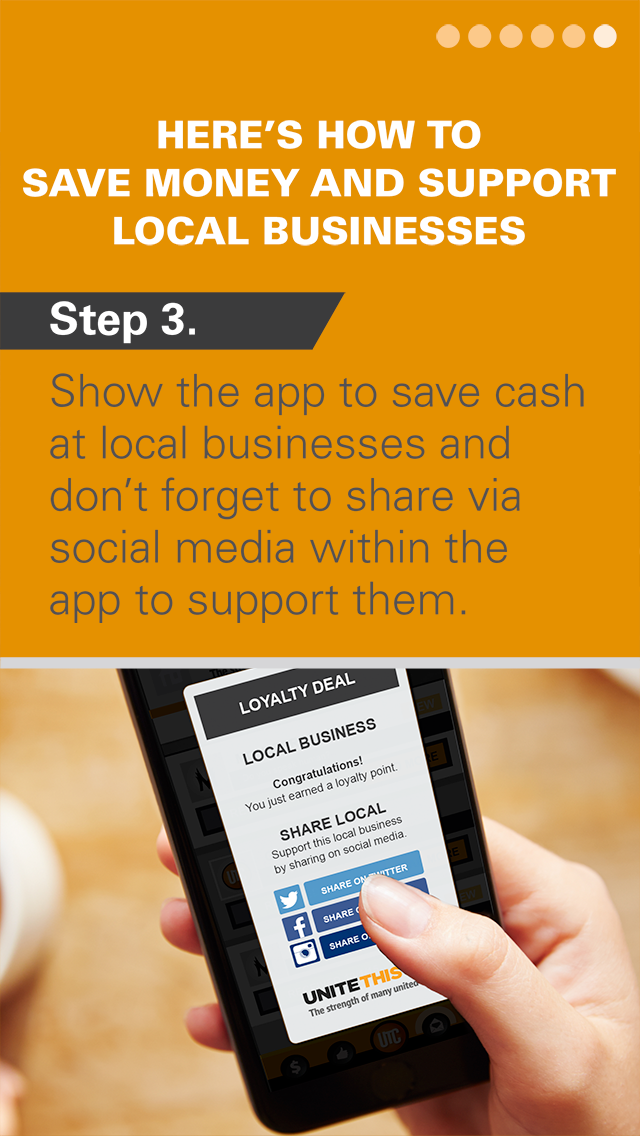 HERE'S HOW TO
SAVE MONEY AND SUPPORT
LOCAL BUSINESSES
Step 3.
Show the app to save cash
at local businesses and
don't forget to share via
social media within the
app to support them.
LOYALTY DEAL
LOCAL BUSINESS
Congratulations!
You just earned a loyalty point.
SHARE LOCAL
Support this local business
by sharing on social media.
SHARE ON TWITTER
SHARE
SHARE
UNITE THIS
The strength of many united
UTC